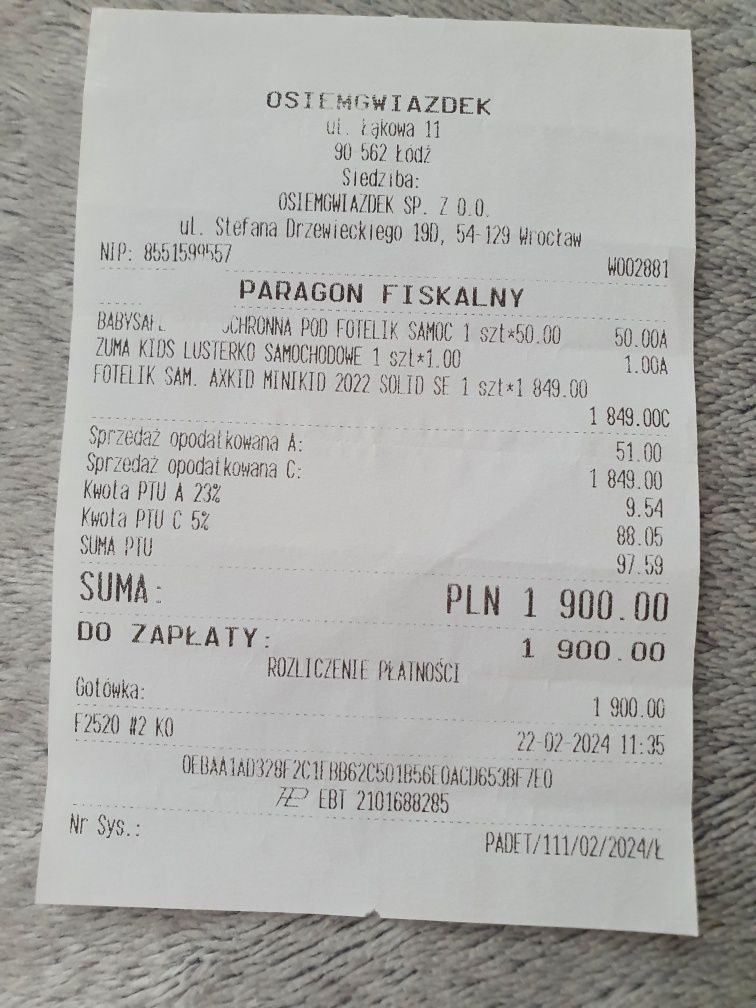 OSIEMGWIAZDEK
ul. Łąkowa 11
90 562 Łódź
Siedziba:
OSIEMGWIAZDEK SP. Z O.O.
ul. Stefana Drzewieckiego 19D, 54-129 Wrocław
NIP: 8551599557
W002881
PARAGON FISKALNY
POD FOTELIK SAMOC 1 szt*50.00 50.00A
ZUMA KIDS LUSTERKO SAMOCHODOWE 1 szt*1.00 1.00A
FOTELIK SAM. AXKID MINIKID 2022 SOLID SE 1 szt*1 849.00
1 849.00C
Sprzedaż opodatkowana A: 51.00
Sprzedaż opodatkowana C: 1 849.00
Kwota PTU A 23% 9.54
Kwota PTU C 5% 88.05
SUMA PTU 97.59
SUMA: PLN 1 900.00
DO ZAPŁATY: 1 900.00
ROZLICZENIE PŁATNOŚCI
Gotówka: 1 900.00
F2520 #2 KO 22-02-2024 11:35
EBT 2101688285
Nr Sys.: PADET/111/02/2024/Ł